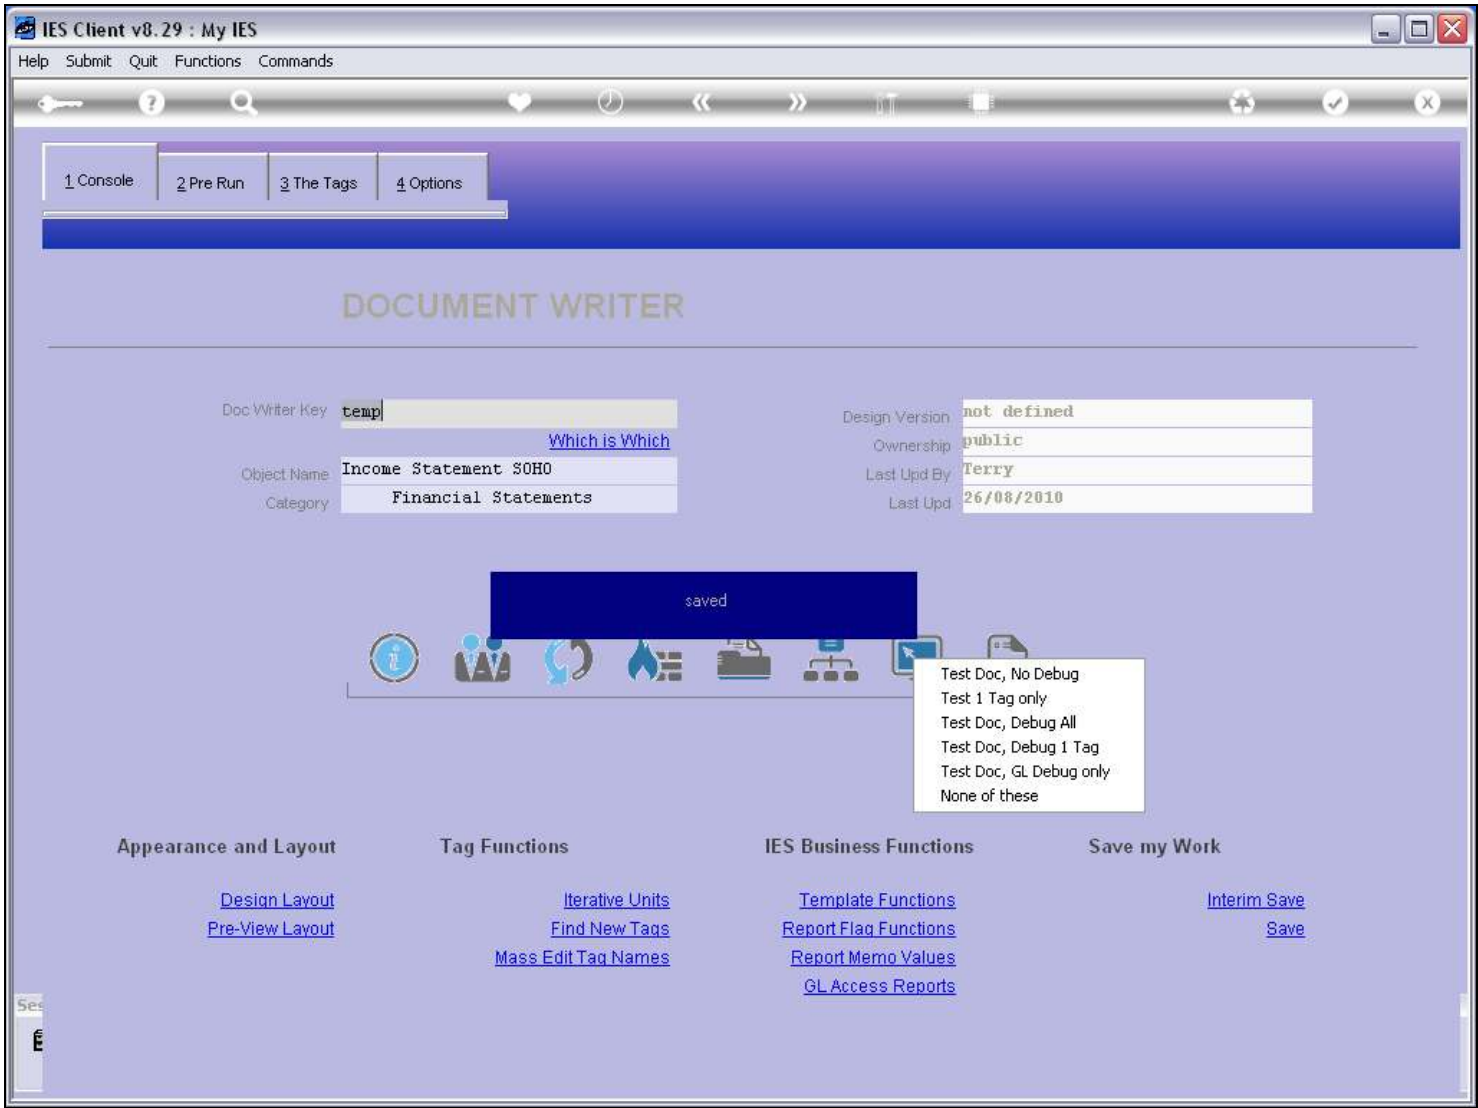 IES Client v8.29 : My IES
Help Submit Quit Functions Commands
1 Console 2 Pre Run 3 The Tags 4 Options
DOCUMENT WRITER
Doc Writer Key temp
Which is Which
Object Name Income Statement SOHO
Category Financial Statements
Design Version not defined
Ownership public
Last Upd By Terry
Last Upd 26/08/2010
saved
Test Doc, No Debug
Test 1 Tag only
Test Doc, Debug All
Test Doc, Debug 1 Tag
Test Doc, GL Debug only
None of these
Appearance and Layout
Design Layout
Pre-View Layout
Tag Functions
Iterative Units
Find New Tags
Mass Edit Tag Names
IES Business Functions
Template Functions
Report Flag Functions
Report Memo Values
GL Access Reports
Save my Work
Interim Save
Save